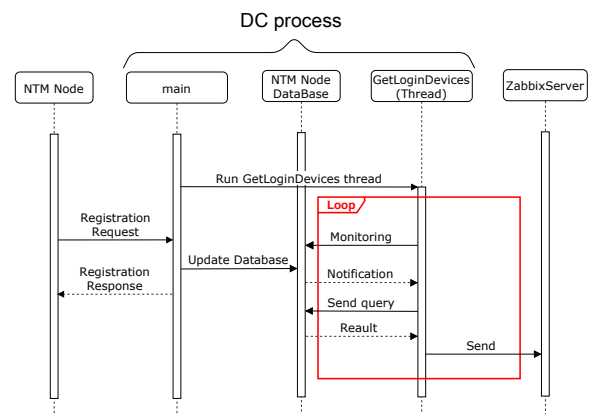 DC process
NTM Node
main
NTM Node
DataBase
GetLoginDevices
(Thread)
ZabbixServer
Run GetLoginDevices thread
Loop
Registration
Request
Monitoring
Update Database
Registration
Response
Notification
Send query
Reault
Send